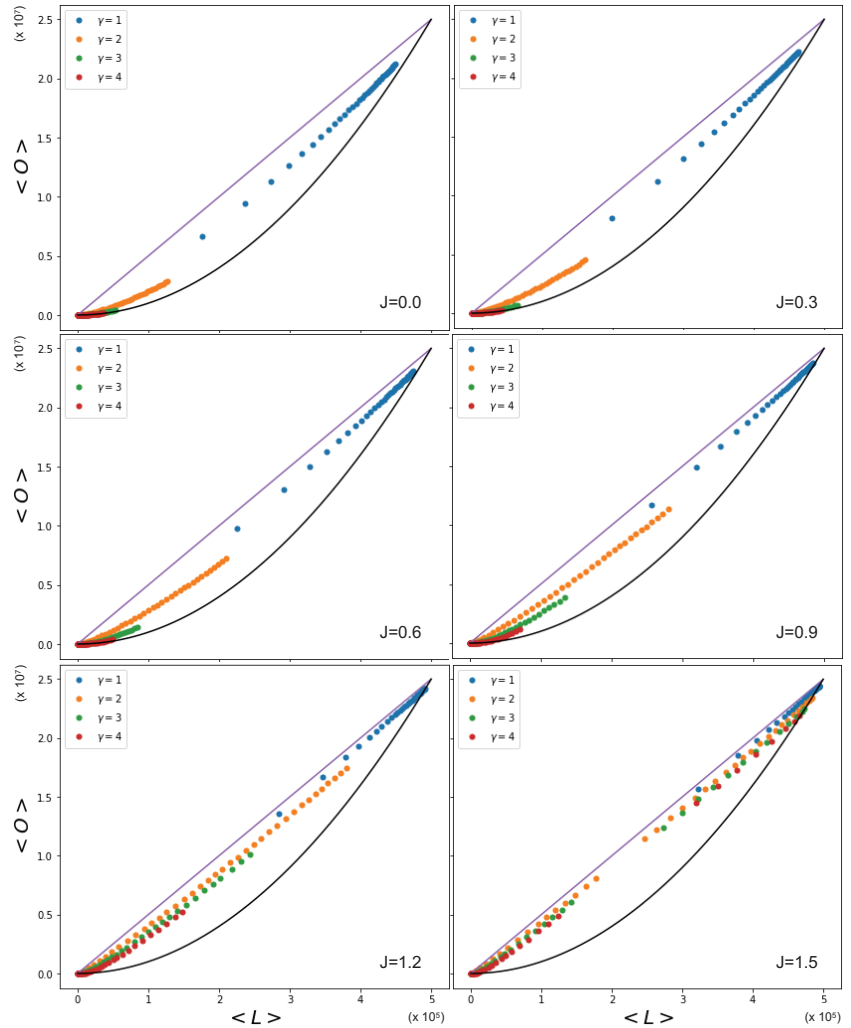 (x 10⁷)
2.5
2.0
1.5
1.0
0.5
0.0
< O >
γ = 1
γ = 2
γ = 3
γ = 4
J=0.0
γ = 1
γ = 2
γ = 3
γ = 4
J=0.3
(x 10⁷)
2.5
2.0
1.5
1.0
0.5
0.0
< O >
γ = 1
γ = 2
γ = 3
γ = 4
J=0.6
γ = 1
γ = 2
γ = 3
γ = 4
J=0.9
(x 10⁷)
2.5
2.0
1.5
1.0
0.5
0.0
< O >
γ = 1
γ = 2
γ = 3
γ = 4
J=1.2
0 1 2 3 4 5
< L > (x 10⁵)
γ = 1
γ = 2
γ = 3
γ = 4
J=1.5
0 1 2 3 4 5
< L > (x 10⁵)